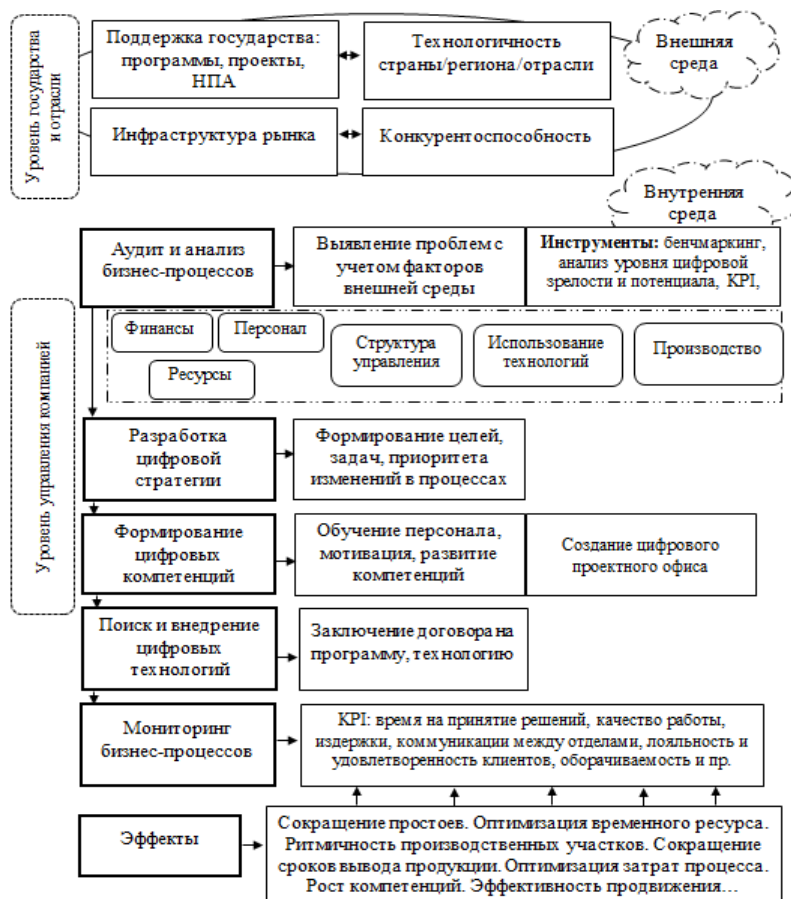 Уровень государства
и отрасли
Поддержка государства:
программы, проекты,
НПА
Технологичность
страны/региона/отрасли
Внешняя
среда
Инфраструктура рынка
Конкурентоспособность
Внутренняя
среда
Уровень управления компанией
Аудит и анализ
бизнес-процессов
Выявление проблем с
учетом факторов
внешней среды
Инструменты: бенчмаркинг,
анализ уровня цифровой
зрелости и потенциала, KPI,
Финансы
Персонал
Ресурсы
Структура
управления
Использование
технологий
Производство
Разработка
цифровой
стратегии
Формирование целей,
задач, приоритета
изменений в процессах
Формирование
цифровых
компетенций
Обучение персонала,
мотивация, развитие
компетенций
Создание цифрового
проектного офиса
Поиск и внедрение
цифровых
технологий
Заключение договора на
программу, технологию
Мониторинг
бизнес-процессов
KPI: время на принятие решений, качество работы,
издержки, коммуникации между отделами, лояльность и
удовлетворенность клиентов, оборачиваемость и пр.
Эффекты
Сокращение простоев. Оптимизация временного ресурса.
Ритмичность производственных участков. Сокращение
сроков вывода продукции. Оптимизация затрат процесса.
Рост компетенций. Эффективность продвижения…